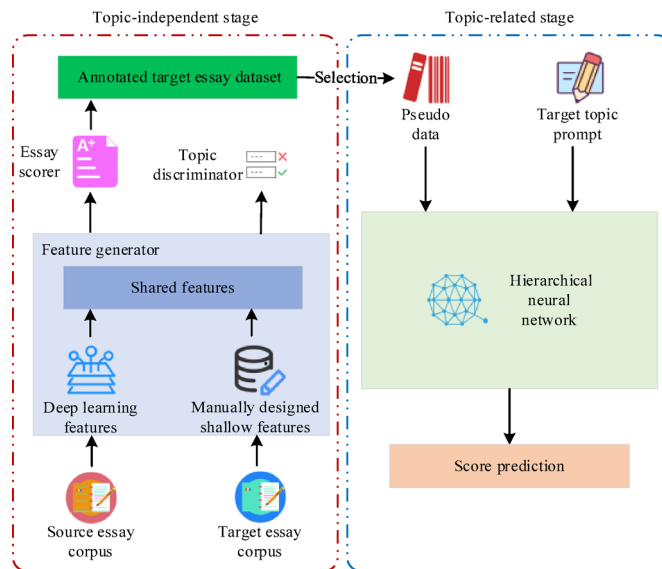 Topic-independent stage
Topic-related stage
Annotated target essay dataset
Selection
Pseudo
data
Target topic
prompt
A+
Essay
scorer
Topic
discriminator
---
---
Feature generator
Shared features
Hierarchical
neural
network
Deep learning
features
Manually designed
shallow features
Score prediction
Source essay
corpus
Target essay
corpus